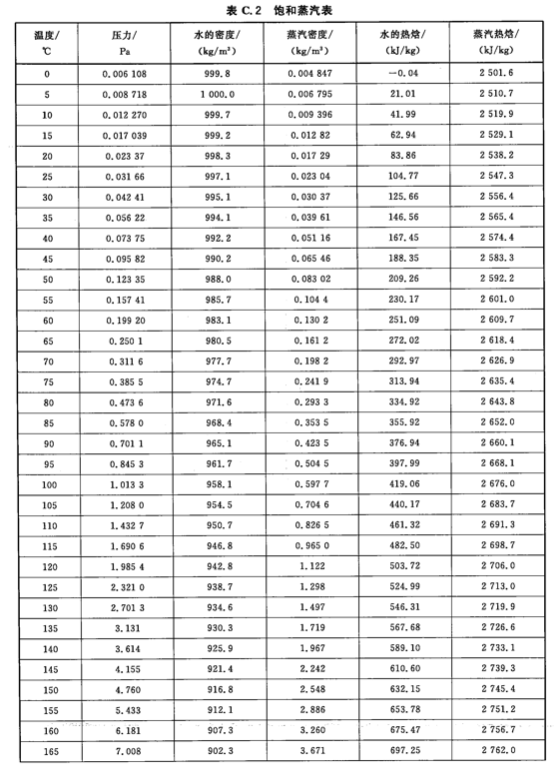 表 C.2 饱和蒸汽表
温度/ 压力/ 水的密度/ 蒸汽密度/ 水的热焓/ 蒸汽热焓/
℃ Pa (kg/m³) (kg/m³) (kJ/kg) (kJ/kg)
0 0.006 108 999.8 0.004 847 —0.04 2 501.6
5 0.008 718 1 000.0 0.006 795 21.01 2 510.7
10 0.012 270 999.7 0.009 396 41.99 2 519.9
15 0.017 039 999.2 0.012 82 62.94 2 529.1
20 0.023 37 998.3 0.017 29 83.86 2 538.2
25 0.031 66 997.1 0.023 04 104.77 2 547.3
30 0.042 41 995.1 0.030 37 125.66 2 556.4
35 0.056 22 994.1 0.039 61 146.56 2 565.4
40 0.073 75 992.2 0.051 16 167.45 2 574.4
45 0.095 82 990.2 0.065 46 188.35 2 583.3
50 0.123 35 988.0 0.083 02 209.26 2 592.2
55 0.157 41 985.7 0.104 4 230.17 2 601.0
60 0.199 20 983.1 0.130 2 251.09 2 609.7
65 0.250 1 980.5 0.161 2 272.02 2 618.4
70 0.311 6 977.7 0.198 2 292.97 2 626.9
75 0.385 5 974.7 0.241 9 313.94 2 635.4
80 0.473 6 971.6 0.293 3 334.92 2 643.8
85 0.578 0 968.4 0.353 5 355.92 2 652.0
90 0.701 1 965.1 0.423 5 376.94 2 660.1
95 0.845 3 961.7 0.504 5 397.99 2 668.1
100 1.013 3 958.1 0.597 7 419.06 2 676.0
105 1.208 0 954.5 0.704 6 440.17 2 683.7
110 1.432 7 950.7 0.826 5 461.32 2 691.3
115 1.690 6 946.8 0.965 0 482.50 2 698.7
120 1.985 4 942.8 1.122 503.72 2 706.0
125 2.321 0 938.7 1.298 524.99 2 713.0
130 2.701 3 934.6 1.497 546.31 2 719.9
135 3.131 930.3 1.719 567.68 2 726.6
140 3.614 925.9 1.967 589.10 2 733.1
145 4.155 921.4 2.242 610.60 2 739.3
150 4.760 916.8 2.548 632.15 2 745.4
155 5.433 912.1 2.886 653.78 2 751.2
160 6.181 907.3 3.260 675.47 2 756.7
165 7.008 902.3 3.671 697.25 2 762.0